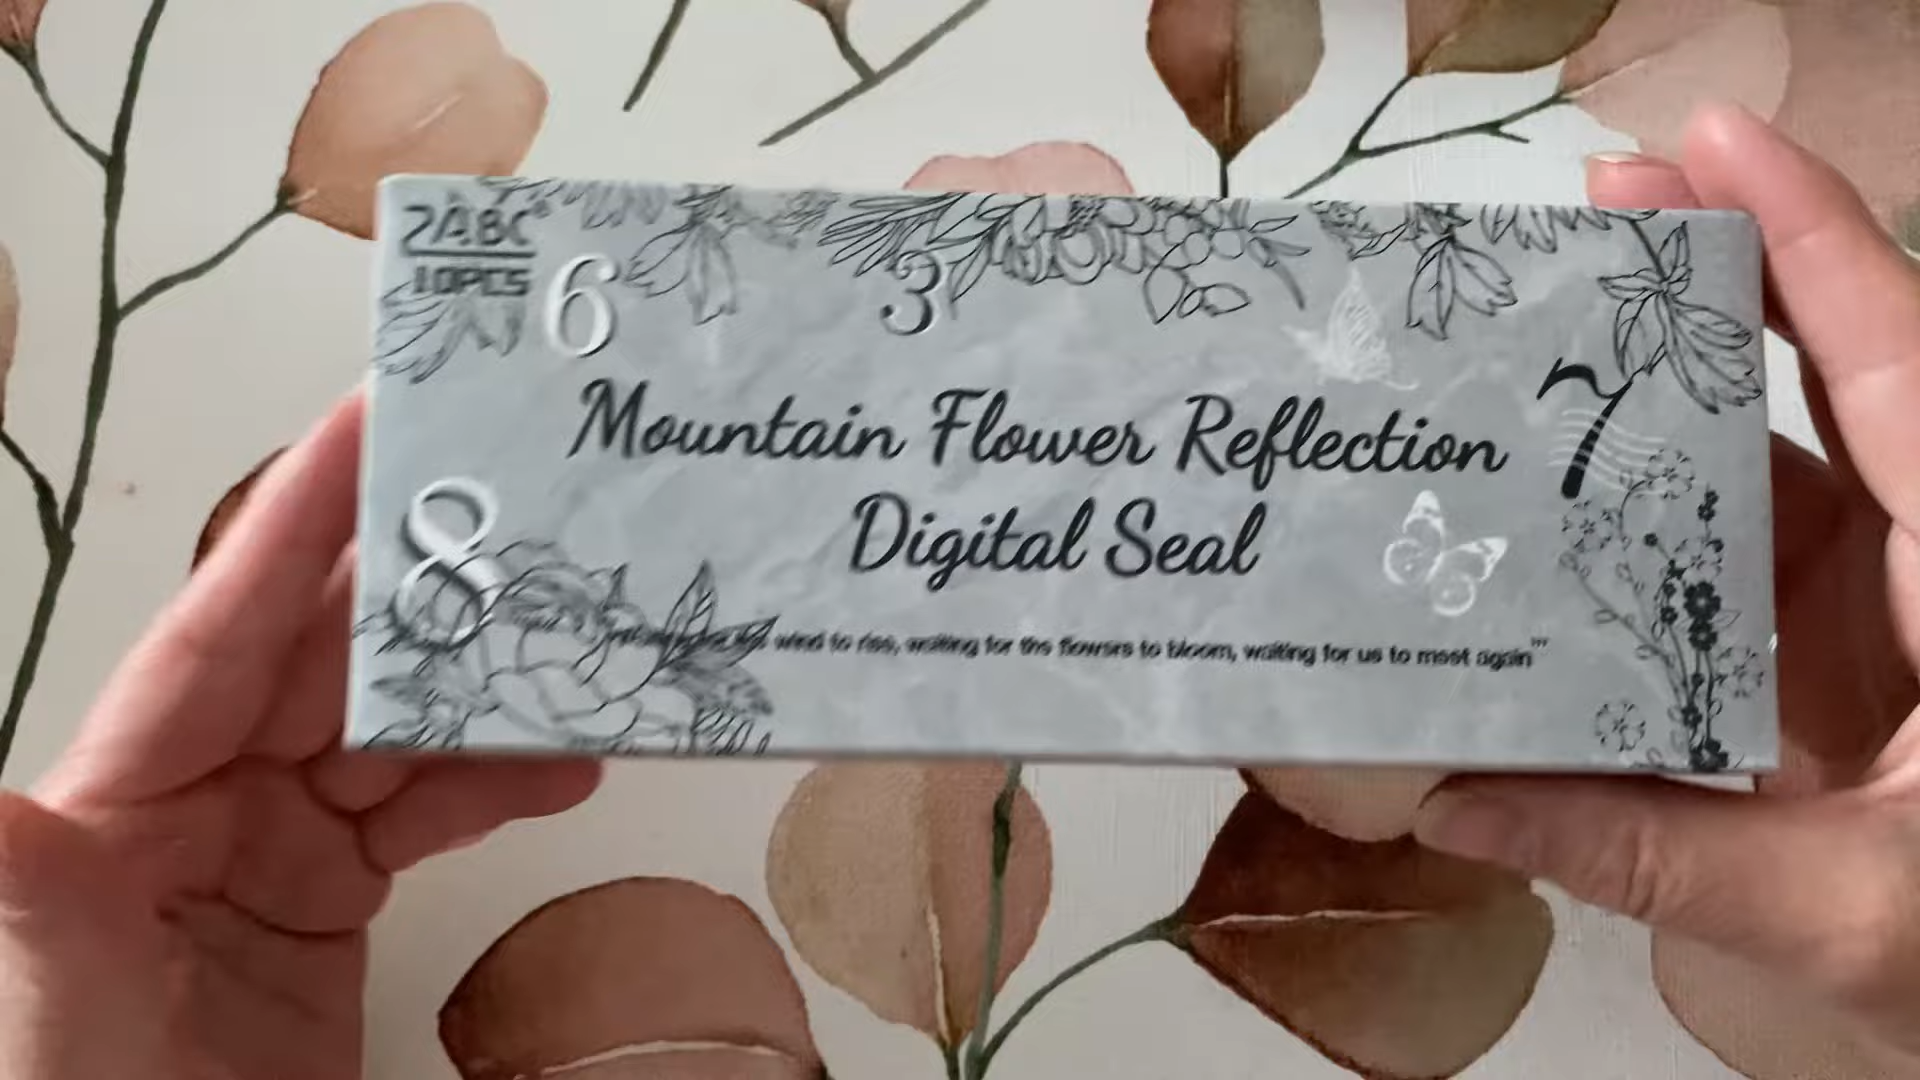 2ABC
10PCS
6
3
7
Mountain Flower Reflection
Digital Seal
8
wind to rise, waiting for the flowers to bloom, waiting for us to meet again"